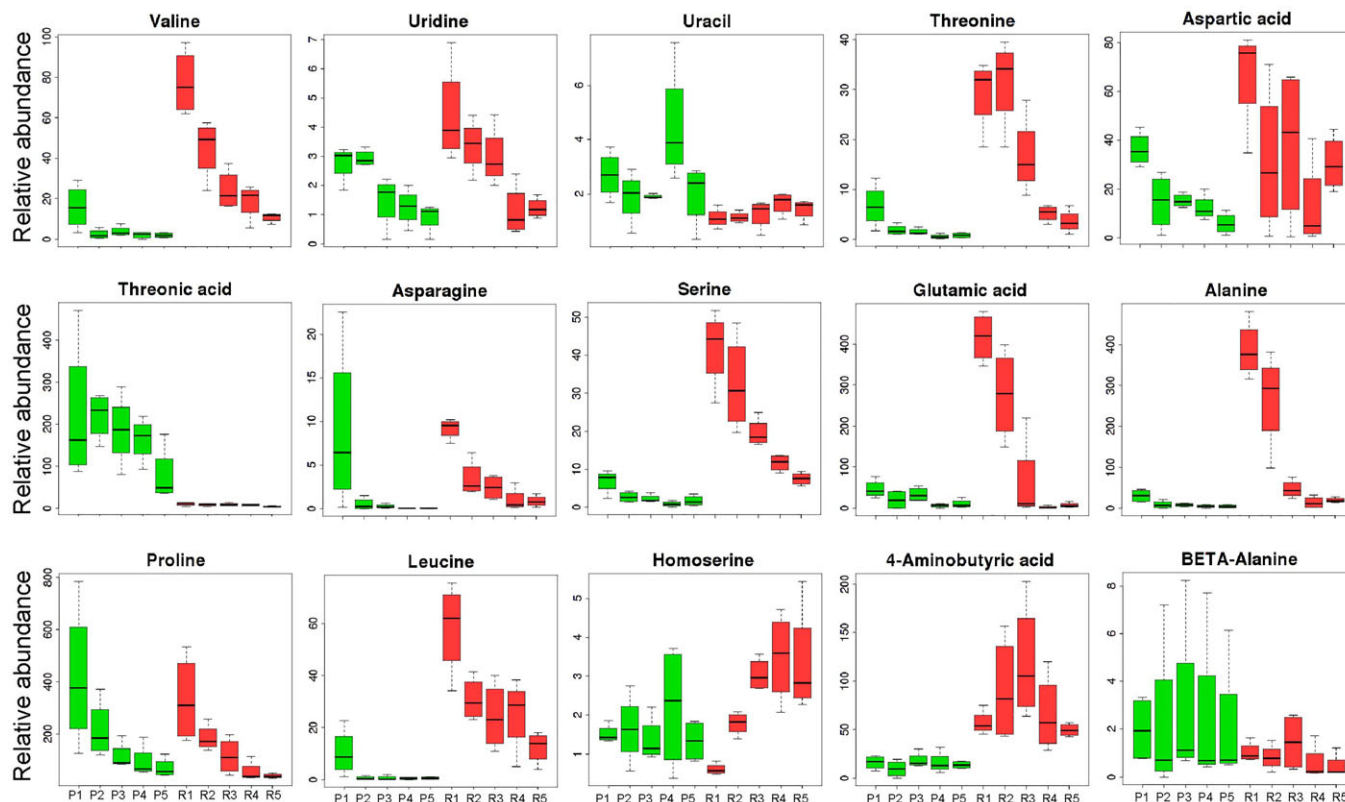 Valine Uridine Uracil Threonine Aspartic acid
Relative abundance
0 20 40 60 80 100
0 1 2 3 4 5 6 7
2 4 6
0 10 20 30 40
0 20 40 60 80
Threonic acid Asparagine Serine Glutamic acid Alanine
Relative abundance
0 100 200 300 400
0 5 10 15 20
0 10 20 30 40 50
0 100 200 300 400
0 100 200 300 400
Proline Leucine Homoserine 4-Aminobutyric acid BETA-Alanine
Relative abundance
200 400 600 800
0 20 40 60
1 2 3 4 5
0 50 100 150 200
0 2 4 6 8
P1 P2 P3 P4 P5 R1 R2 R3 R4 R5 P1 P2 P3 P4 P5 R1 R2 R3 R4 R5 P1 P2 P3 P4 P5 R1 R2 R3 R4 R5 P1 P2 P3 P4 P5 R1 R2 R3 R4 R5 P1 P2 P3 P4 P5 R1 R2 R3 R4 R5